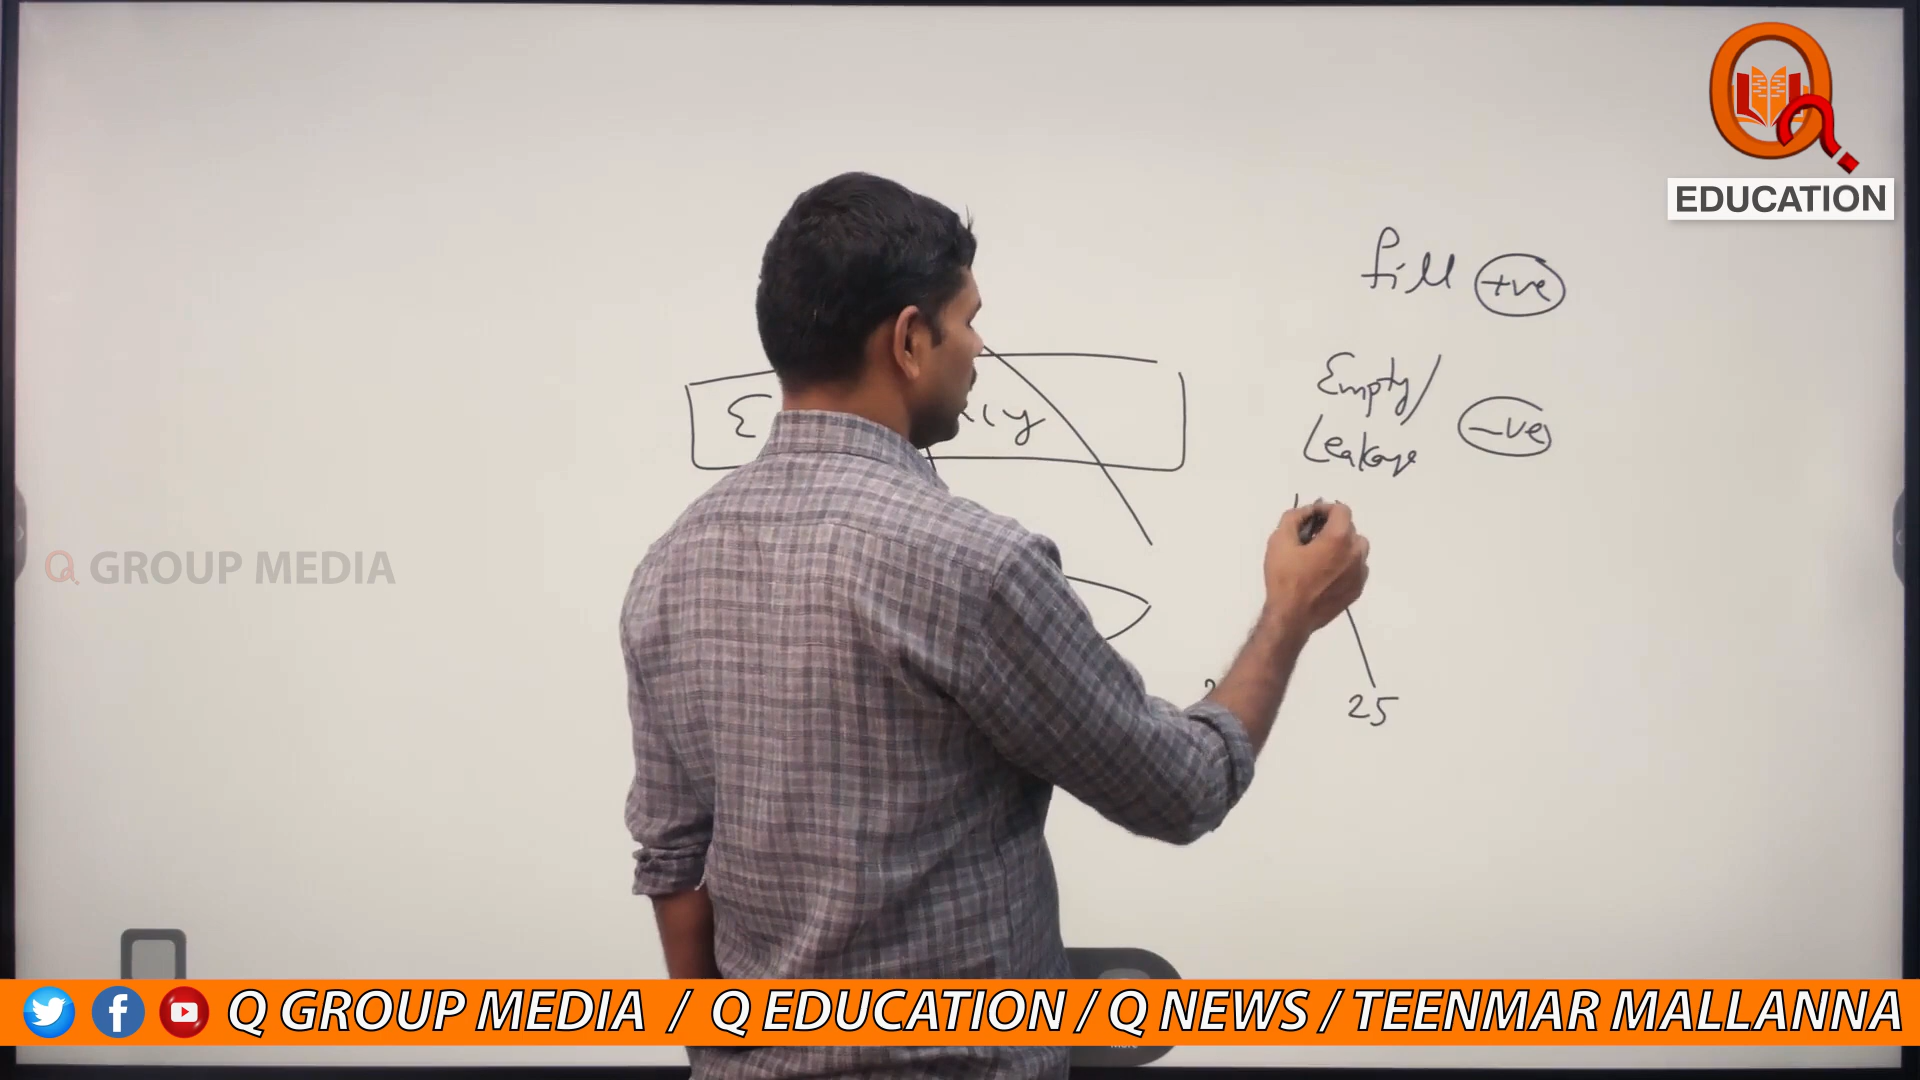 EDUCATION
fill +ve
Empty/
Leakage -ve
25
Q GROUP MEDIA
Q GROUP MEDIA / Q EDUCATION / Q NEWS / TEENMAR MALLANNA